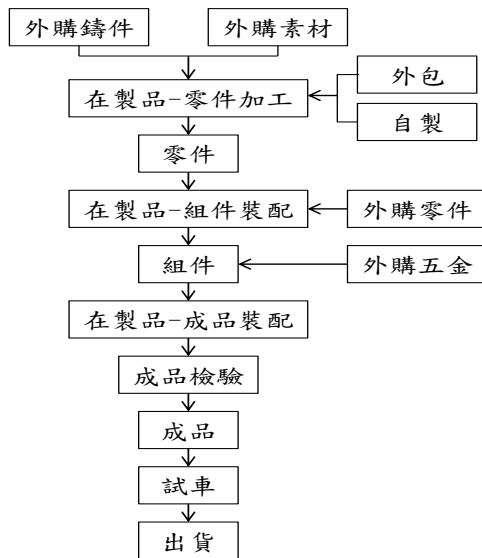 外購鑄件
外購素材
在製品-零件加工
外包
自製
零件
在製品-組件裝配
外購零件
組件
外購五金
在製品-成品裝配
成品檢驗
成品
試車
出貨